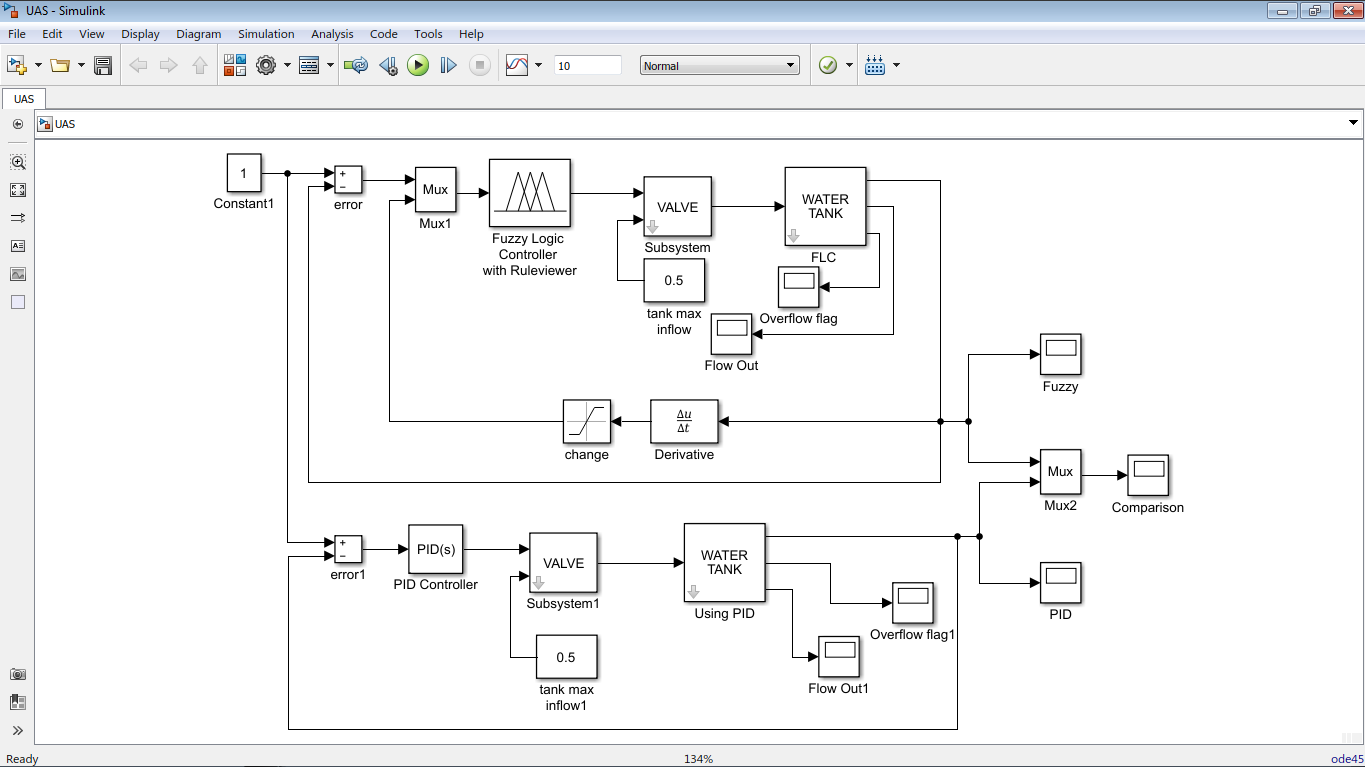 UAS - Simulink
File Edit View Display Diagram Simulation Analysis Code Tools Help
10
Normal
UAS
UAS
1
Constant1
+
−
error
Mux
Mux1
Fuzzy Logic
Controller
with Ruleviewer
VALVE
Subsystem
0.5
tank max
inflow
WATER
TANK
FLC
Overflow flag
Flow Out
Fuzzy
change
Δu
Δt
Derivative
Mux
Mux2
Comparison
+
−
error1
PID(s)
PID Controller
VALVE
Subsystem1
0.5
tank max
inflow1
WATER
TANK
Using PID
Overflow flag1
Flow Out1
PID
Ready
134%
ode45